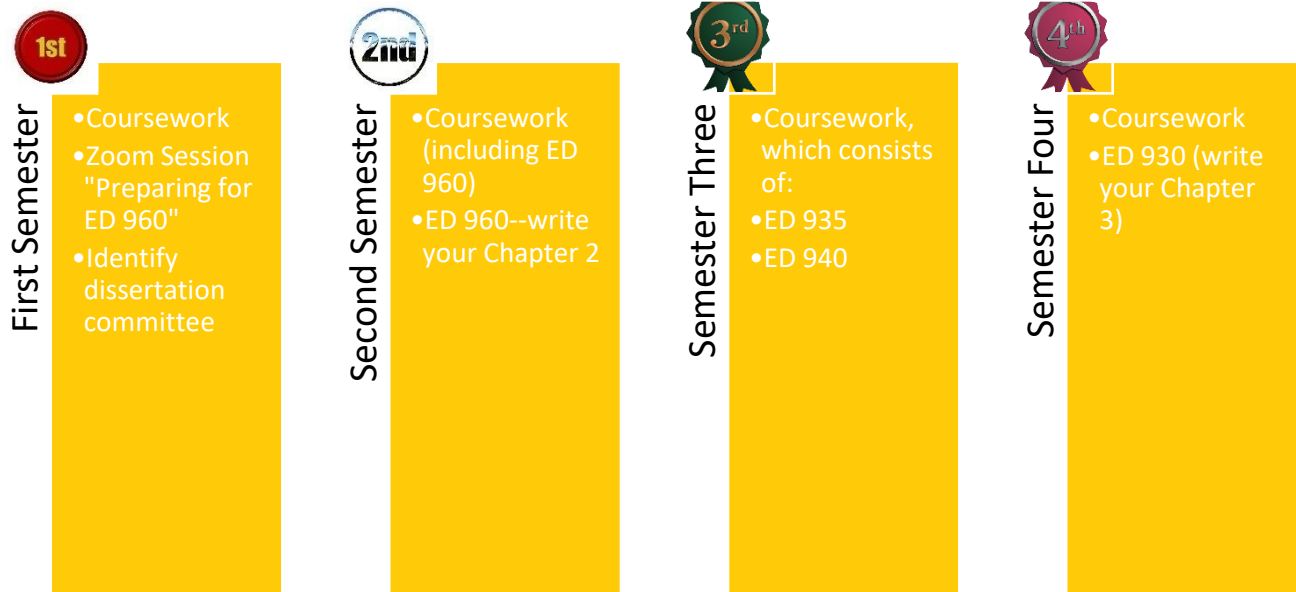 1st
First Semester
•Coursework
•Zoom Session
"Preparing for
ED 960"
•Identify
dissertation
committee
2nd
Second Semester
•Coursework
(including ED
960)
•ED 960--write
your Chapter 2
3rd
Semester Three
•Coursework,
which consists
of:
•ED 935
•ED 940
4th
Semester Four
•Coursework
•ED 930 (write
your Chapter
3)